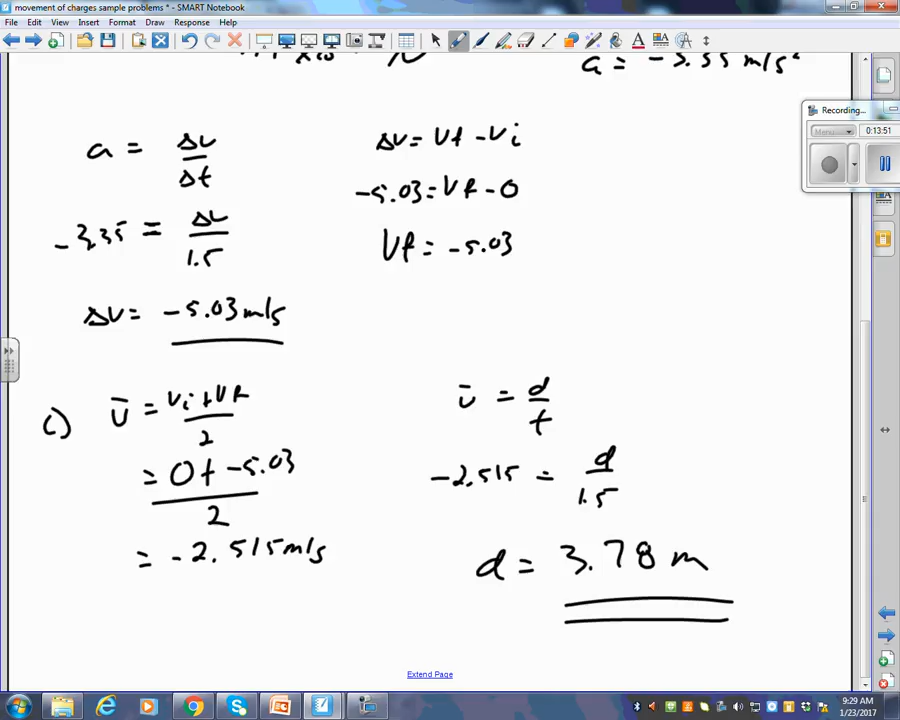 movement of charges sample problems * - SMART Notebook
File Edit View Insert Format Draw Response Help
A
Recording...
Menu
0:13:51
a = -3.35 m/s²
a = Δv/Δt
Δv = Vf - Vi
-5.03 = Vf - 0
-3.35 = Δv/1.5
Vf = -5.03
Δv = -5.03 m/s
c) v̄ = Vi + Vf / 2
= 0 + -5.03 / 2
= -2.515 m/s
v̄ = d/t
-2.515 = d/1.5
d = 3.78 m
Extend Page
9:29 AM
1/23/2017